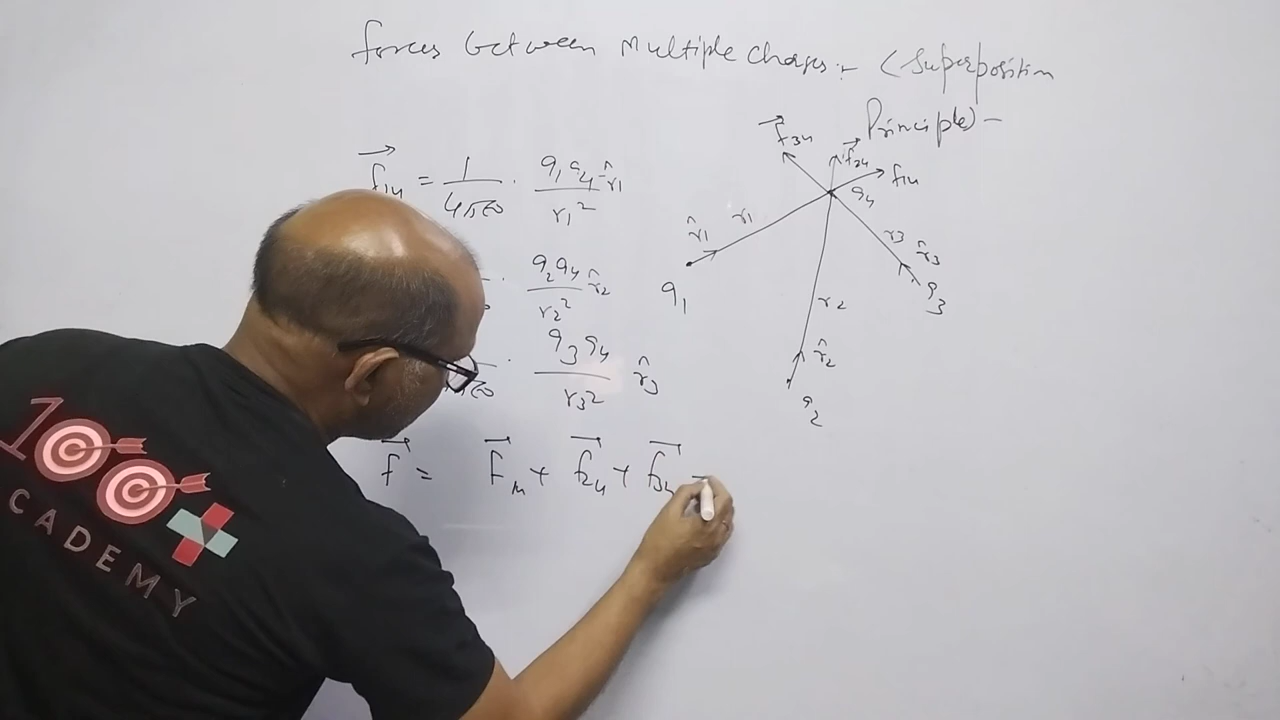 Forces between Multiple Charges:- (Superposition
Principle) -
f14 = 1/4πε0 · q1q4/r1² r̂1
q2q4/r2² r̂2
q3q4/r3² r̂3
f = F14 + f24 + f34
f34
f24
f14
q4
r̂1
r1
q1
r3
r̂3
q3
r2
r̂2
q2
100+
CADEMY